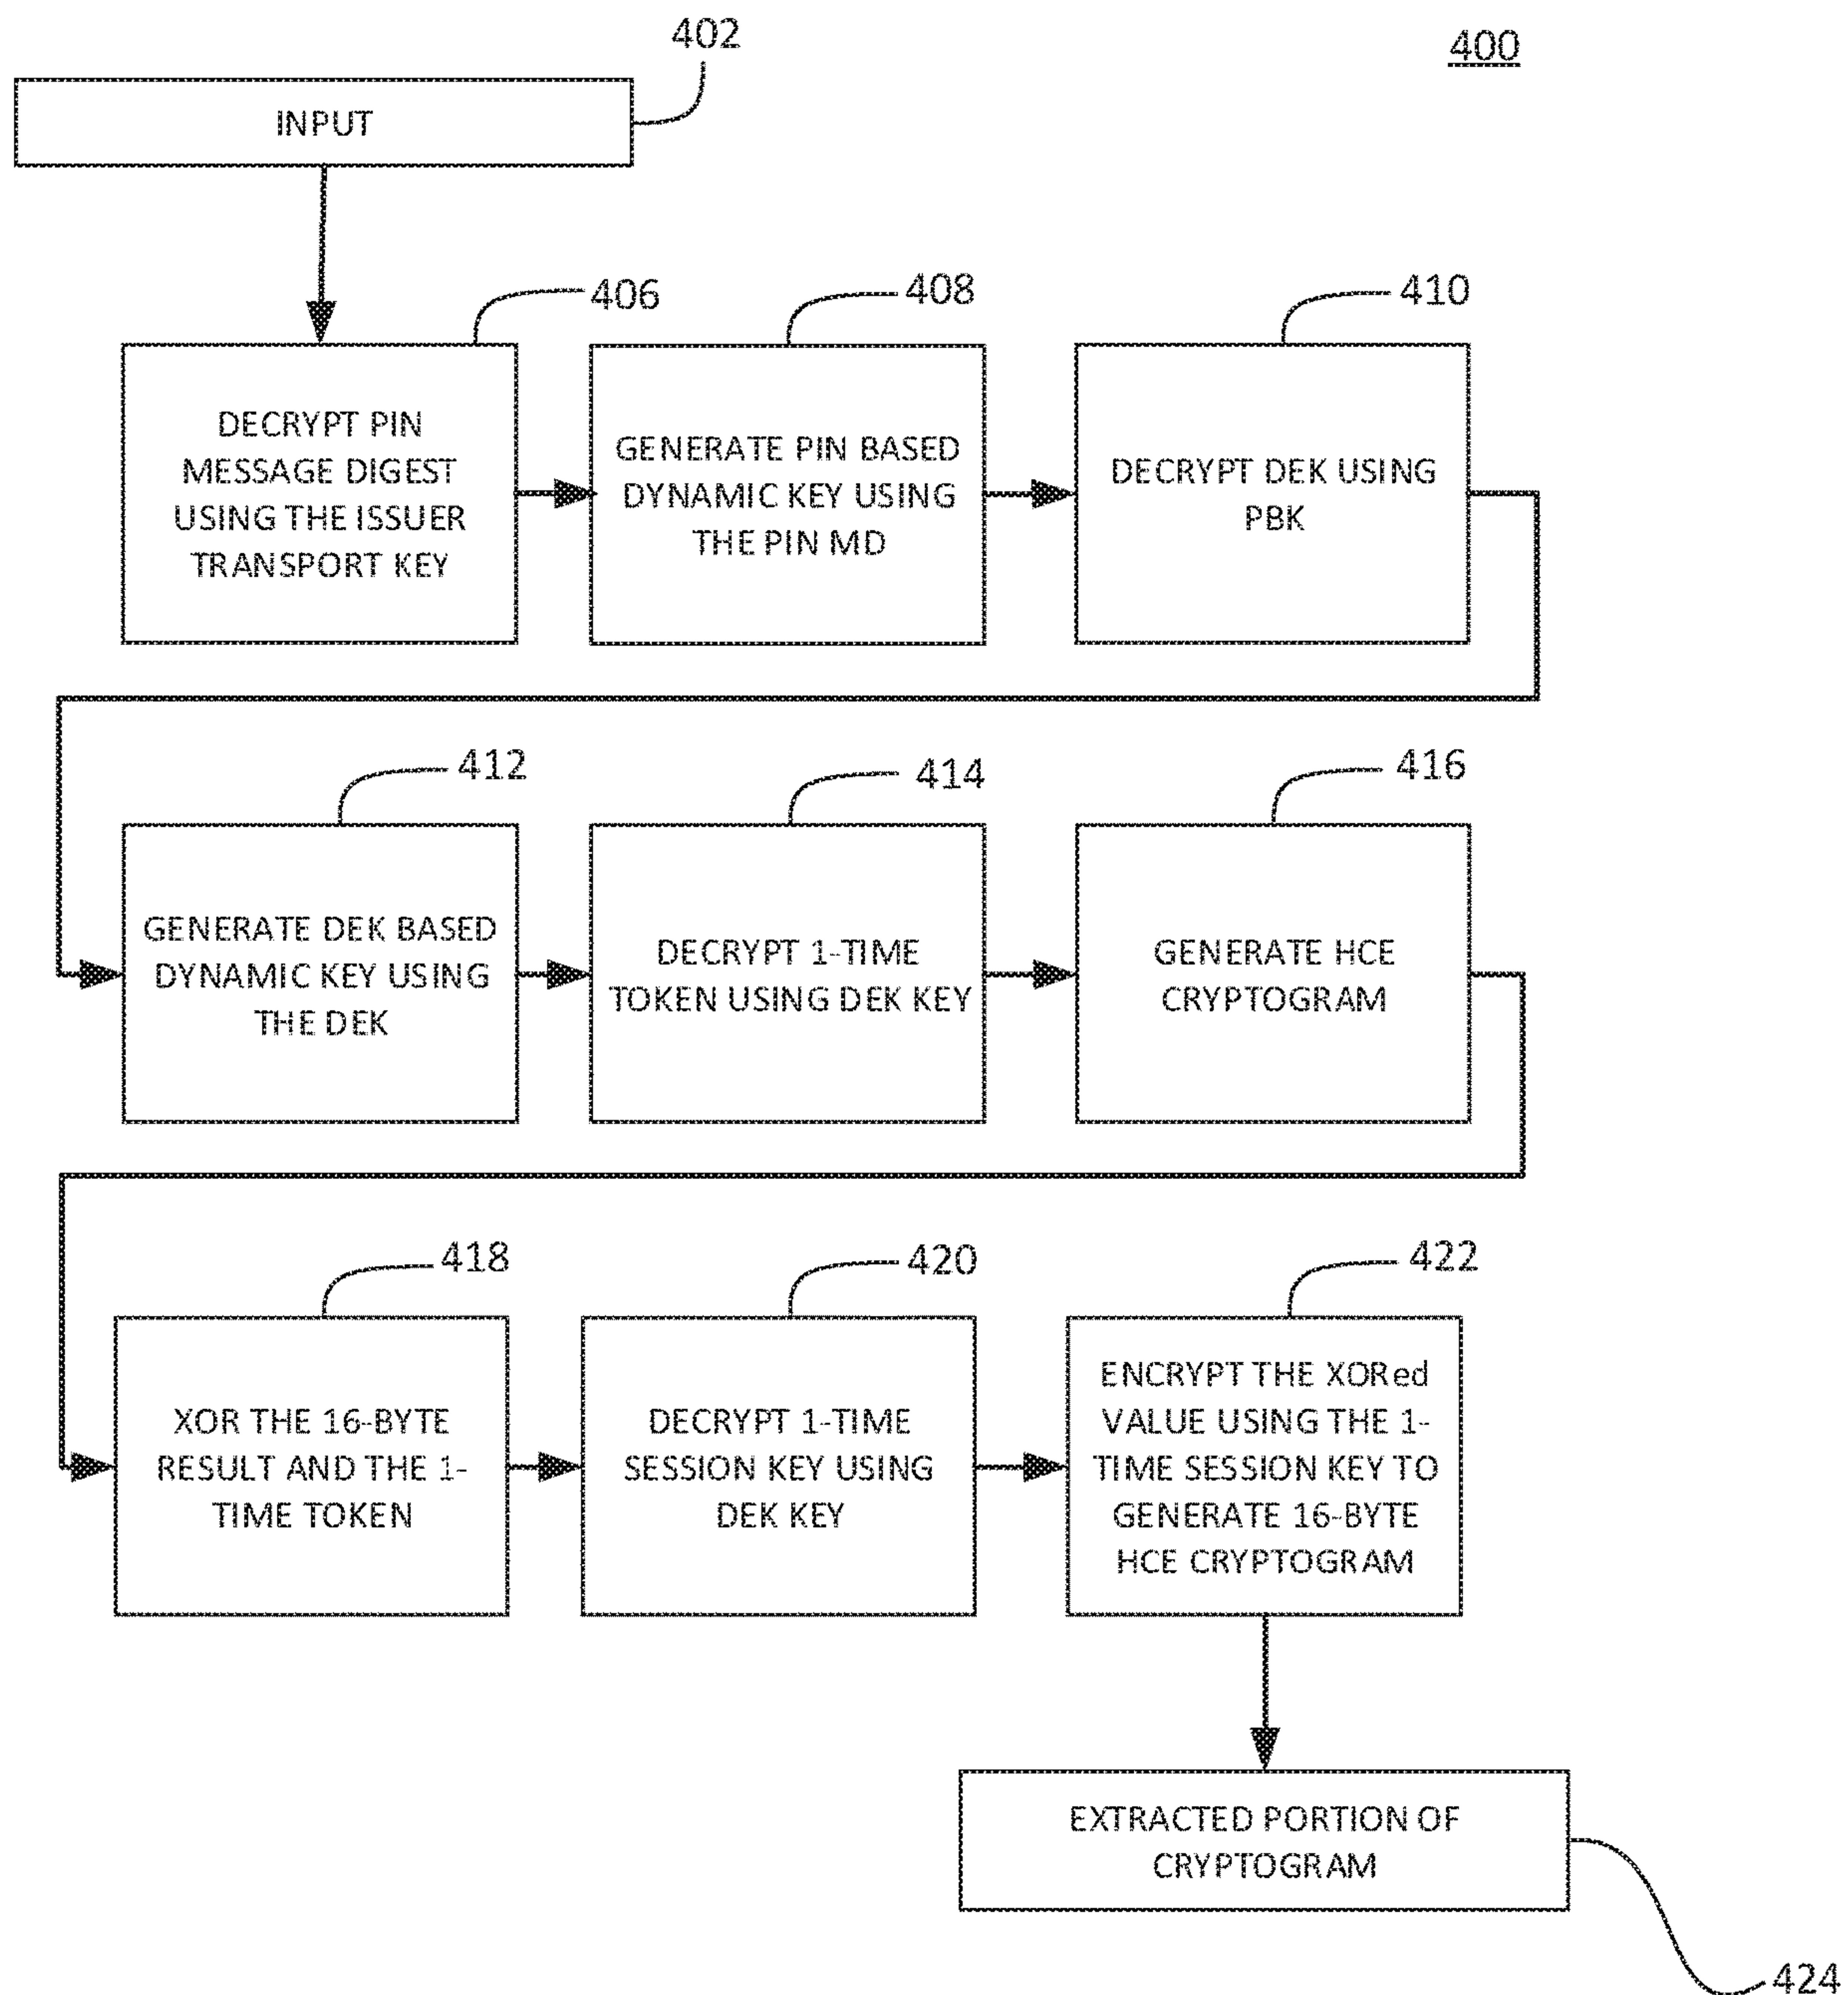 402
400
INPUT
406
408
410
DECRYPT PIN
MESSAGE DIGEST
USING THE ISSUER
TRANSPORT KEY
GENERATE PIN BASED
DYNAMIC KEY USING
THE PIN MD
DECRYPT DEK USING
PBK
412
414
416
GENERATE DEK BASED
DYNAMIC KEY USING
THE DEK
DECRYPT 1-TIME
TOKEN USING DEK KEY
GENERATE HCE
CRYPTOGRAM
418
420
422
XOR THE 16-BYTE
RESULT AND THE 1-
TIME TOKEN
DECRYPT 1-TIME
SESSION KEY USING
DEK KEY
ENCRYPT THE XORed
VALUE USING THE 1-
TIME SESSION KEY TO
GENERATE 16-BYTE
HCE CRYPTOGRAM
EXTRACTED PORTION OF
CRYPTOGRAM
424